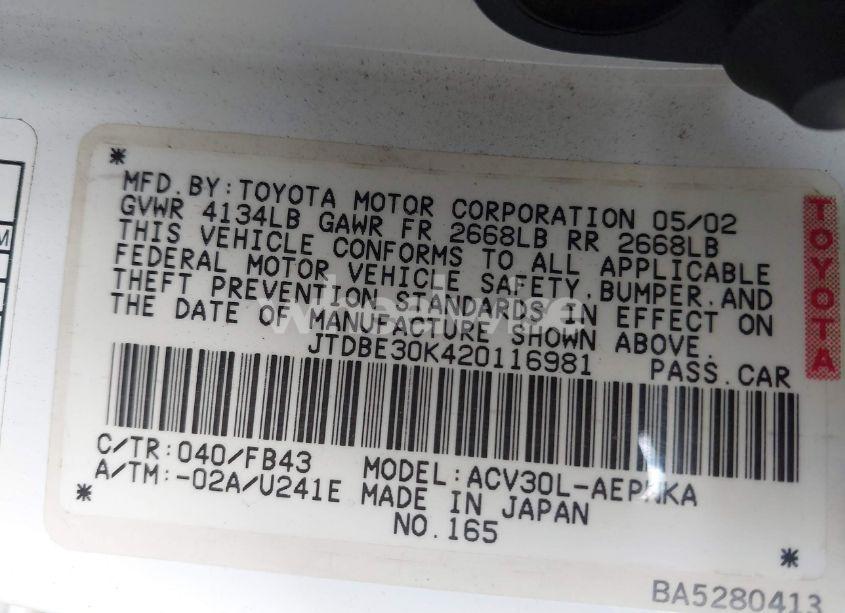 *
MFD.BY:TOYOTA MOTOR CORPORATION 05/02
GVWR 4134LB GAWR FR 2668LB RR 2668LB
THIS VEHICLE CONFORMS TO ALL APPLICABLE
FEDERAL MOTOR VEHICLE SAFETY,BUMPER,AND
THEFT PREVENTION STANDARDS IN EFFECT ON
THE DATE OF MANUFACTURE SHOWN ABOVE.
JTDBE30K420116981 PASS.CAR
C/TR:040/FB43 MODEL:ACV30L-AEPNKA
A/TM:-02A/U241E MADE IN JAPAN
* NO.165 *
BA5280413
TOYOTA
M